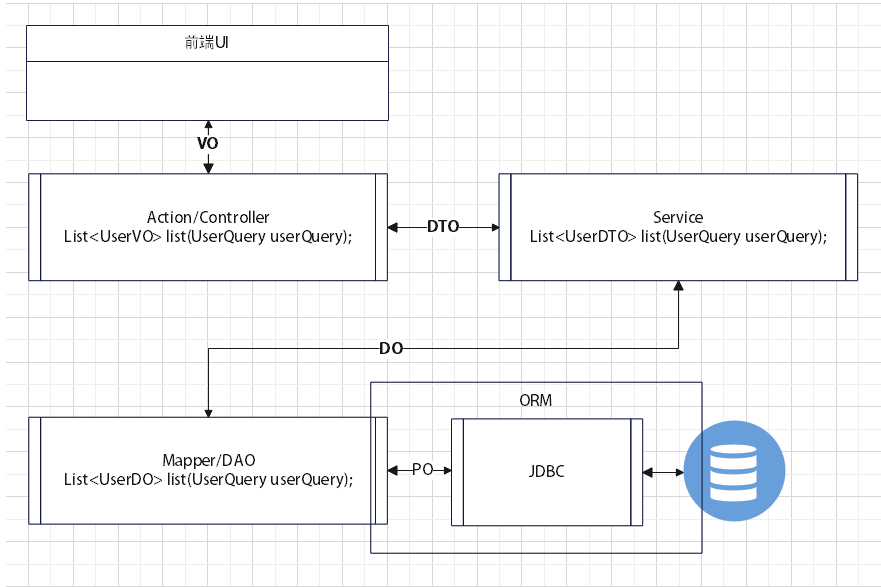 前端UI
VO
Action/Controller
List<UserVO> list(UserQuery userQuery);
DTO
Service
List<UserDTO> list(UserQuery userQuery);
DO
ORM
Mapper/DAO
List<UserDO> list(UserQuery userQuery);
PO
JDBC